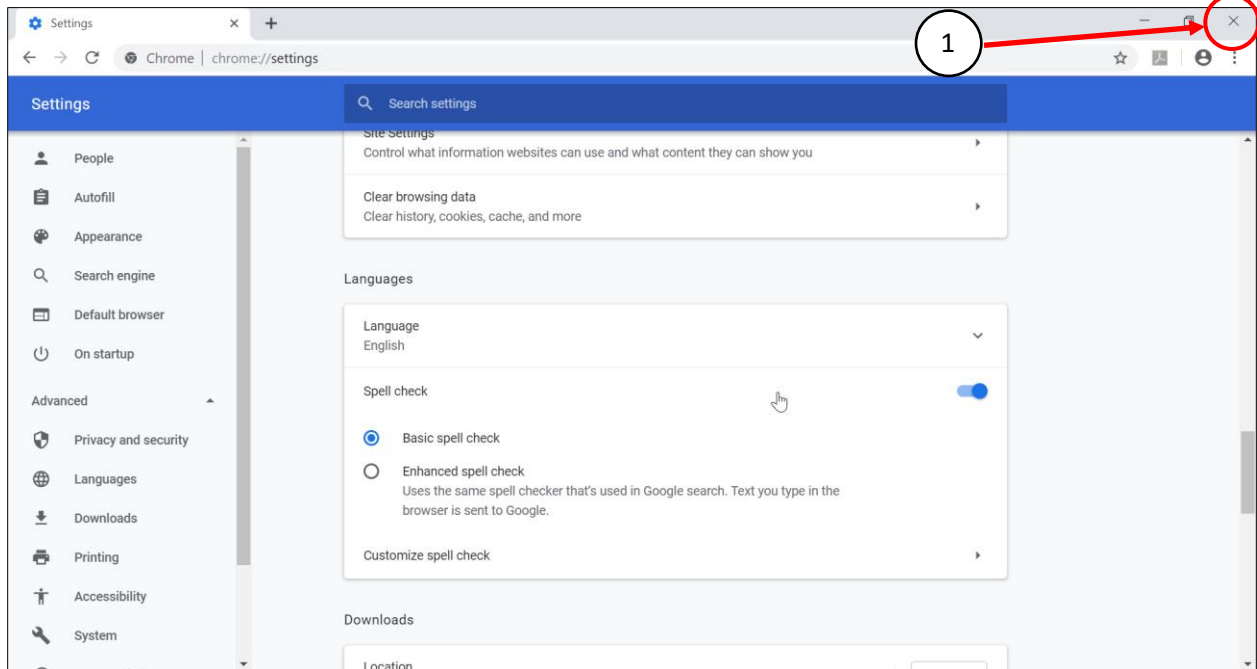 Settings
1
Chrome | chrome://settings
Settings
Search settings
People
Autofill
Appearance
Search engine
Default browser
On startup
Advanced
Privacy and security
Languages
Downloads
Printing
Accessibility
System
Site Settings
Control what information websites can use and what content they can show you
Clear browsing data
Clear history, cookies, cache, and more
Languages
Language
English
Spell check
Basic spell check
Enhanced spell check
Uses the same spell checker that's used in Google search. Text you type in the
browser is sent to Google.
Customize spell check
Downloads
Location